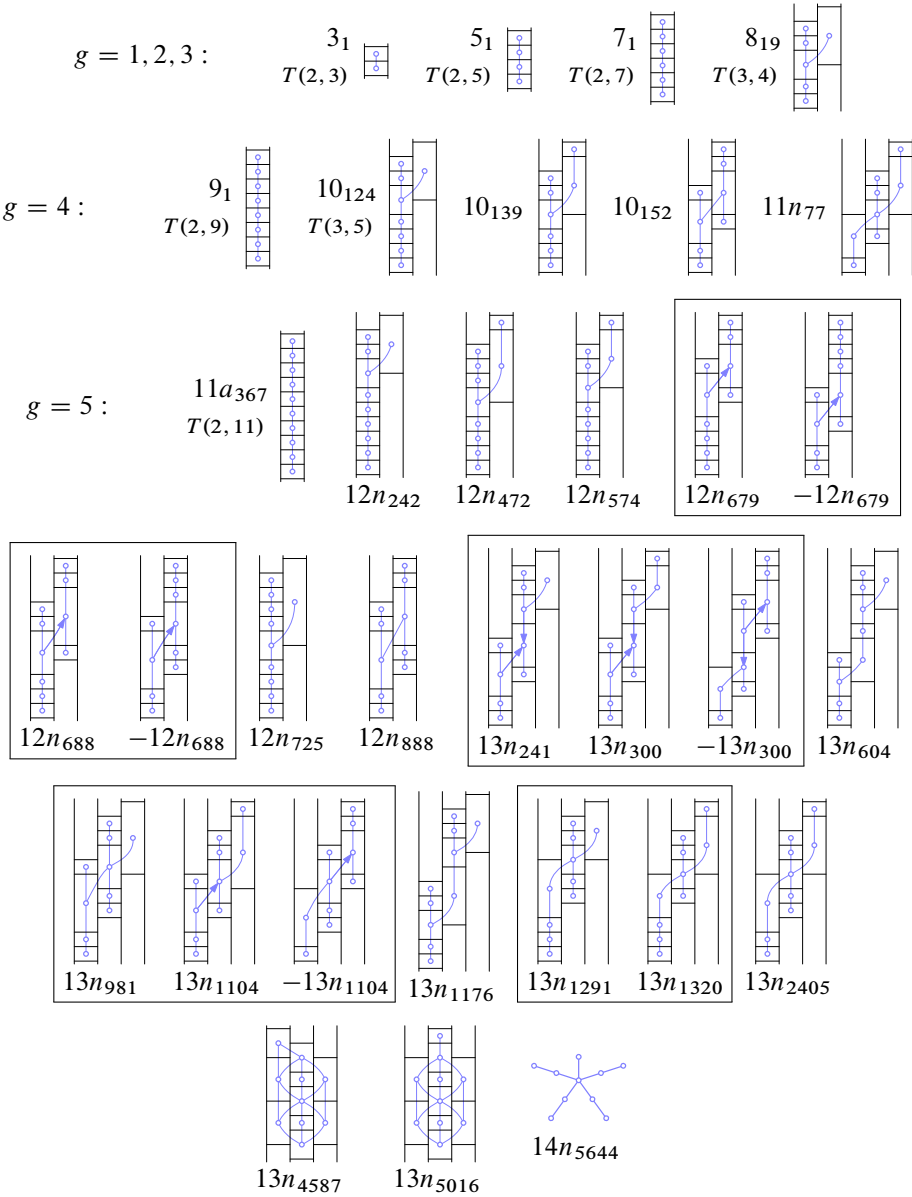 g = 1, 2, 3 : 3₁ 5₁ 7₁ 8₁₉
T(2, 3) T(2, 5) T(2, 7) T(3, 4)
g = 4 : 9₁ 10₁₂₄ 10₁₃₉ 10₁₅₂ 11n₇₇
T(2, 9) T(3, 5)
g = 5 : 11a₃₆₇
T(2, 11)
12n₂₄₂ 12n₄₇₂ 12n₅₇₄ 12n₆₇₉ −12n₆₇₉
12n₆₈₈ −12n₆₈₈ 12n₇₂₅ 12n₈₈₈ 13n₂₄₁ 13n₃₀₀ −13n₃₀₀ 13n₆₀₄
13n₉₈₁ 13n₁₁₀₄ −13n₁₁₀₄ 13n₁₁₇₆ 13n₁₂₉₁ 13n₁₃₂₀ 13n₂₄₀₅
13n₄₅₈₇ 13n₅₀₁₆ 14n₅₆₄₄